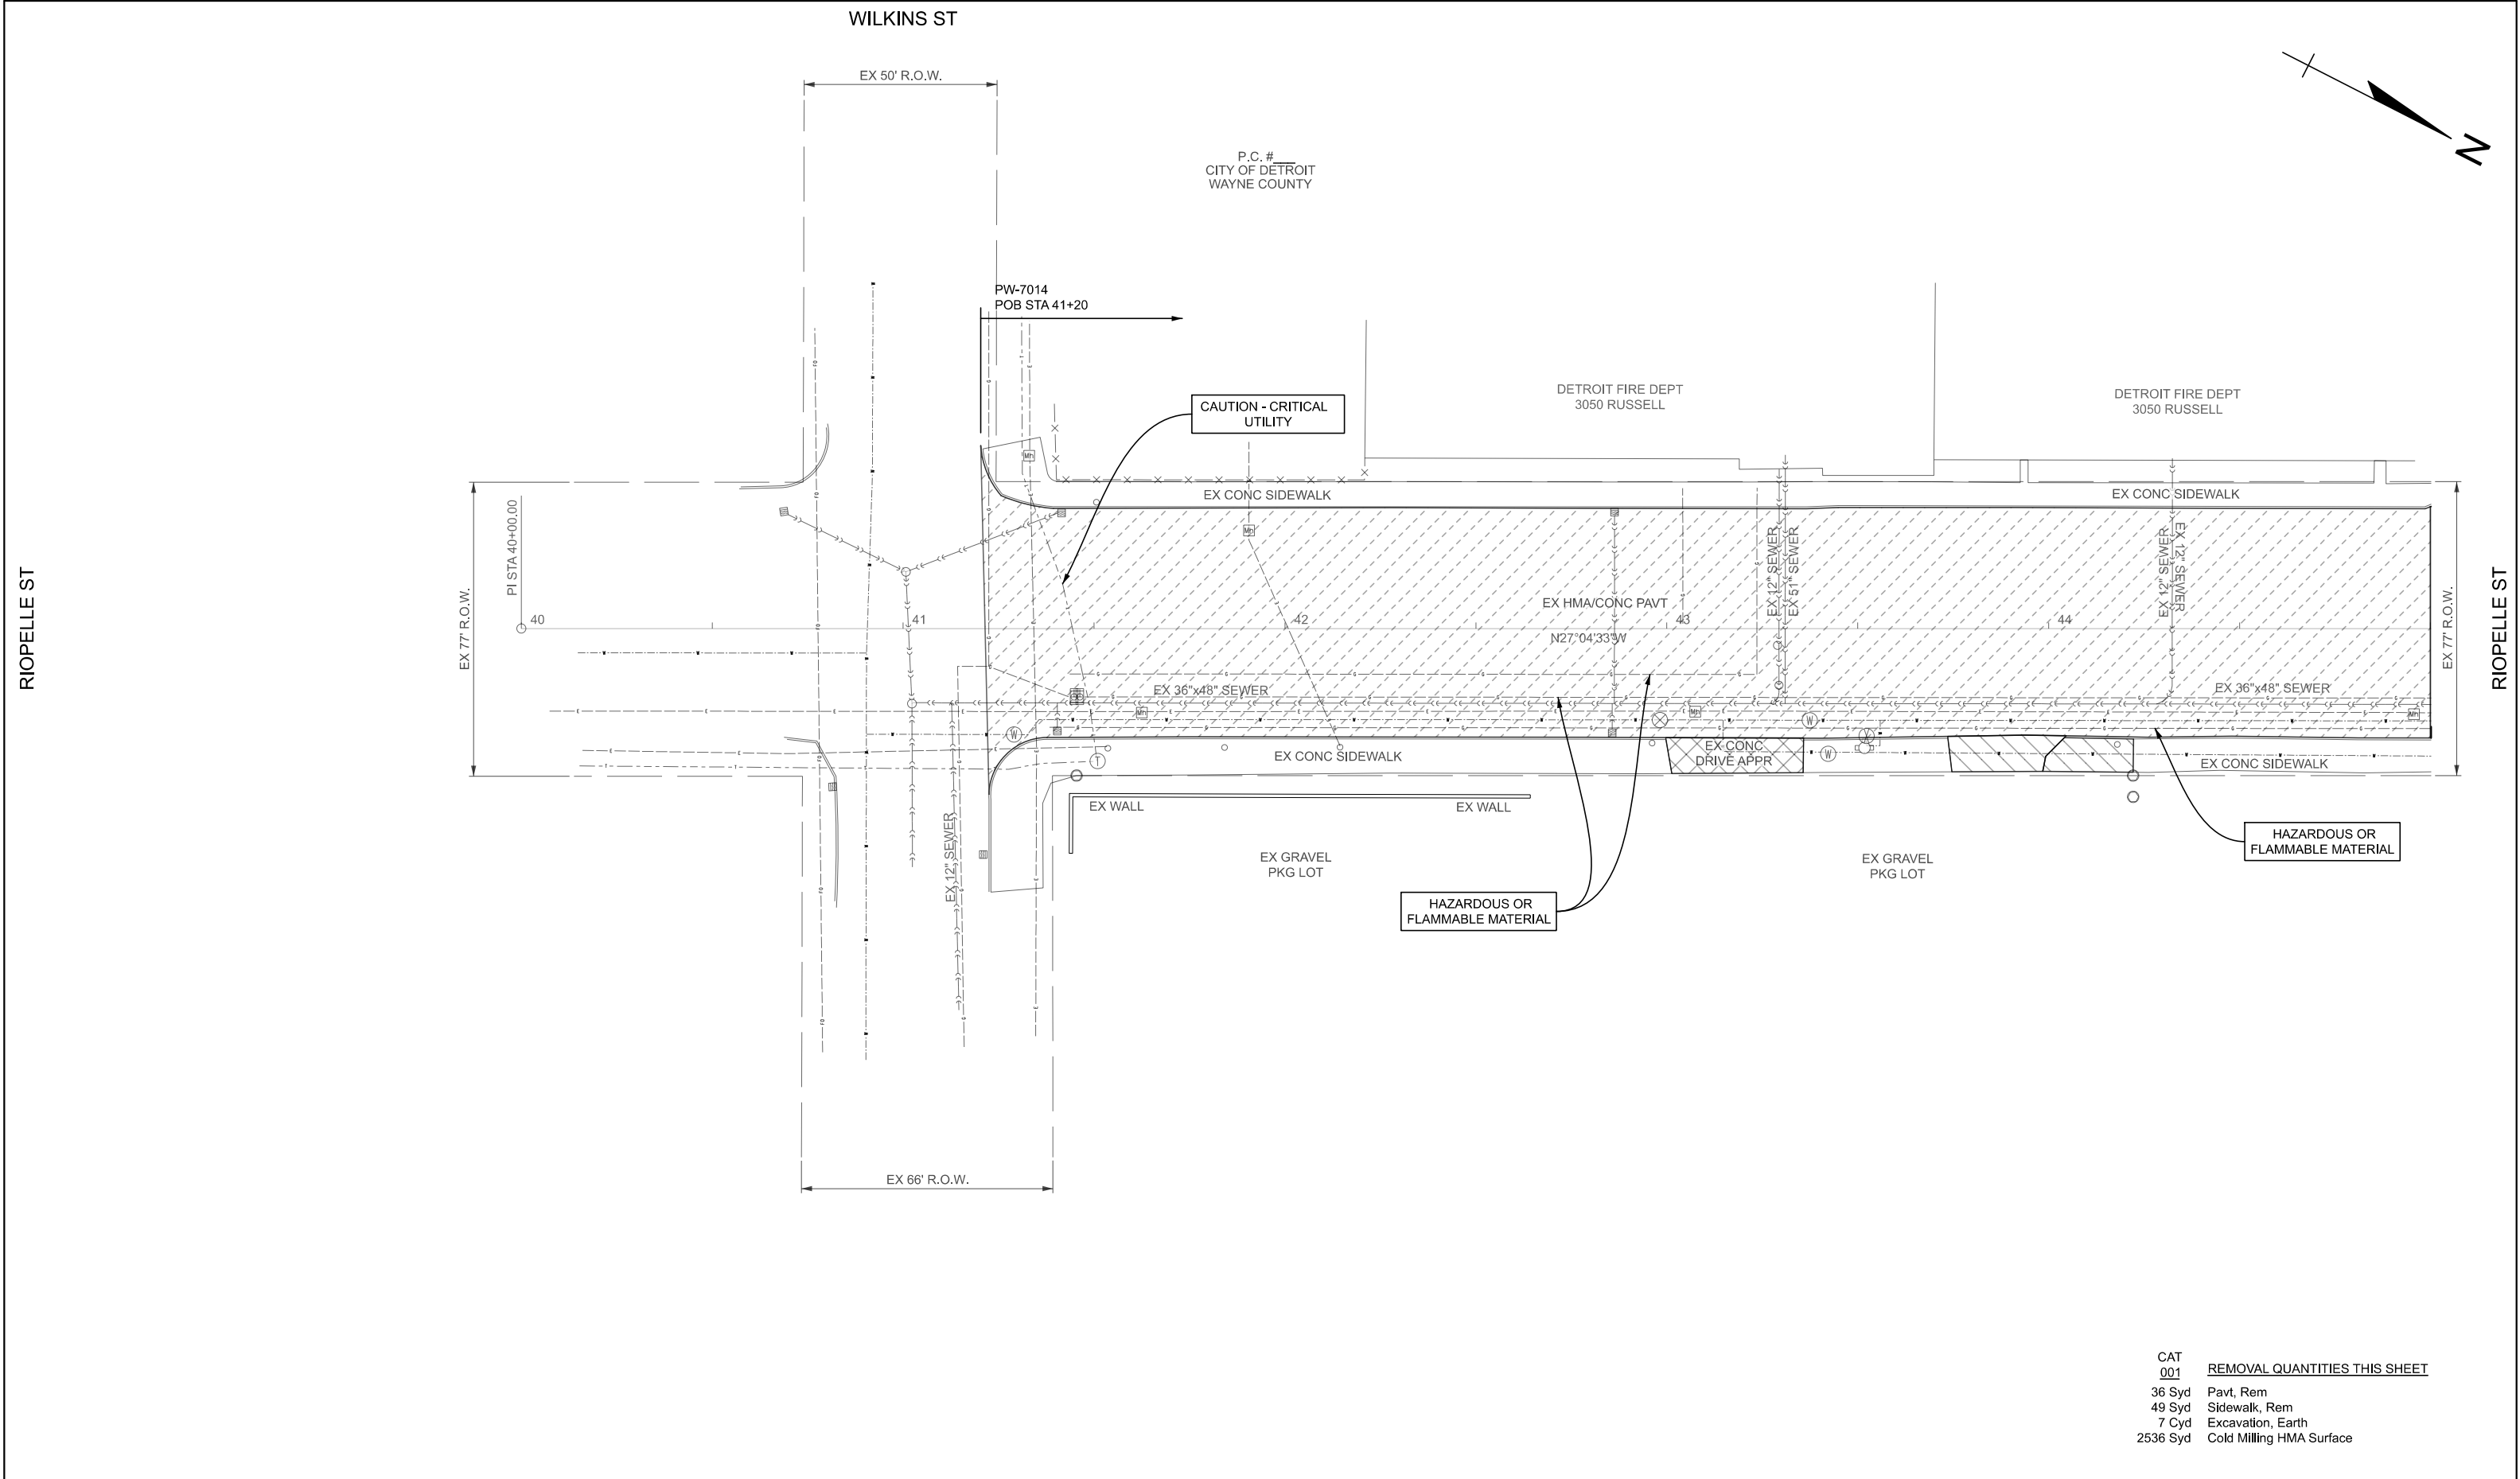 WILKINS ST
EX 50' R.O.W.
N
P.C. #___
CITY OF DETROIT
WAYNE COUNTY
PW-7014
POB STA 41+20
CAUTION - CRITICAL
UTILITY
DETROIT FIRE DEPT
3050 RUSSELL
DETROIT FIRE DEPT
3050 RUSSELL
Mh
EX CONC SIDEWALK
EX CONC SIDEWALK
Mh
PI STA 40+00.00
EX 77' R.O.W.
RIOPELLE ST
40
41
42
43
44
EX HMA/CONC PAVT
N27°04'33"W
EX 12" SEWER
EX 51" SEWER
EX 12" SEWER
EX 12" SEWER
EX 77' R.O.W.
RIOPELLE ST
EX 36"x48" SEWER
EX 36"x48" SEWER
Mh
Mh
Mh
W
W
W
T
EX CONC SIDEWALK
EX CONC
DRIVE APPR
EX CONC SIDEWALK
EX WALL
EX WALL
EX 12" SEWER
EX GRAVEL
PKG LOT
EX GRAVEL
PKG LOT
HAZARDOUS OR
FLAMMABLE MATERIAL
HAZARDOUS OR
FLAMMABLE MATERIAL
EX 66' R.O.W.
CAT
001 REMOVAL QUANTITIES THIS SHEET
36 Syd Pavt, Rem
49 Syd Sidewalk, Rem
7 Cyd Excavation, Earth
2536 Syd Cold Milling HMA Surface